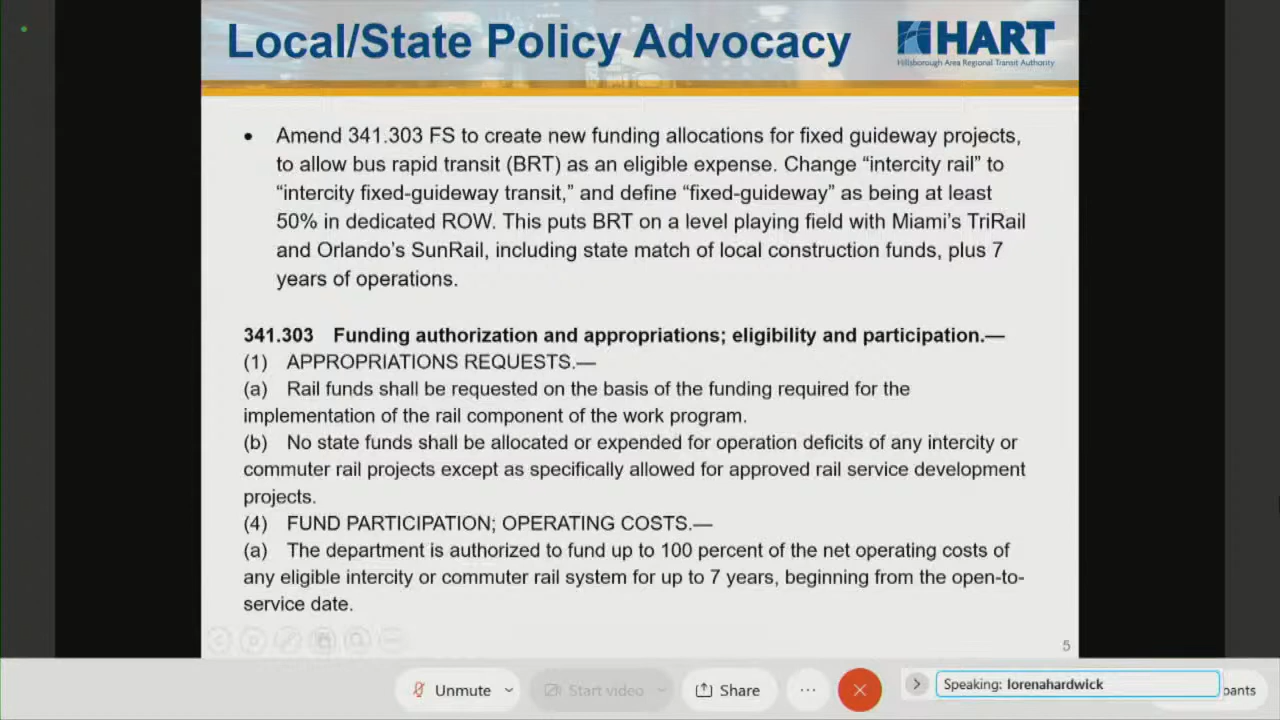 Local/State Policy Advocacy
HART
Hillsborough Area Regional Transit Authority
• Amend 341.303 FS to create new funding allocations for fixed guideway projects,
to allow bus rapid transit (BRT) as an eligible expense. Change “intercity rail” to
“intercity fixed-guideway transit,” and define “fixed-guideway” as being at least
50% in dedicated ROW. This puts BRT on a level playing field with Miami’s TriRail
and Orlando’s SunRail, including state match of local construction funds, plus 7
years of operations.
341.303 Funding authorization and appropriations; eligibility and participation.—
(1) APPROPRIATIONS REQUESTS.—
(a) Rail funds shall be requested on the basis of the funding required for the
implementation of the rail component of the work program.
(b) No state funds shall be allocated or expended for operation deficits of any intercity or
commuter rail projects except as specifically allowed for approved rail service development
projects.
(4) FUND PARTICIPATION; OPERATING COSTS.—
(a) The department is authorized to fund up to 100 percent of the net operating costs of
any eligible intercity or commuter rail system for up to 7 years, beginning from the open-to-
service date.
5
Unmute
Start video
Share
Speaking: lorenahardwick
pants